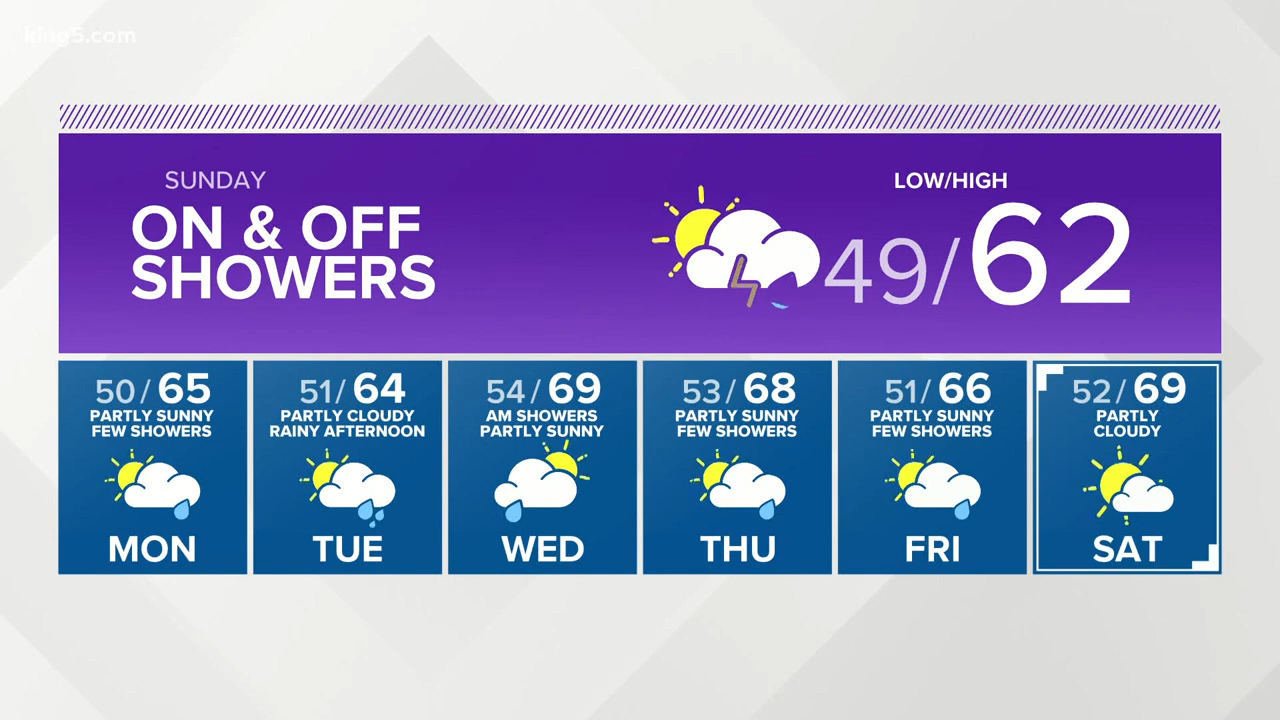 king5.com
SUNDAY
ON & OFF
SHOWERS
LOW/HIGH
49/62
50/65
PARTLY SUNNY
FEW SHOWERS
MON
51/64
PARTLY CLOUDY
RAINY AFTERNOON
TUE
54/69
AM SHOWERS
PARTLY SUNNY
WED
53/68
PARTLY SUNNY
FEW SHOWERS
THU
51/66
PARTLY SUNNY
FEW SHOWERS
FRI
52/69
PARTLY
CLOUDY
SAT